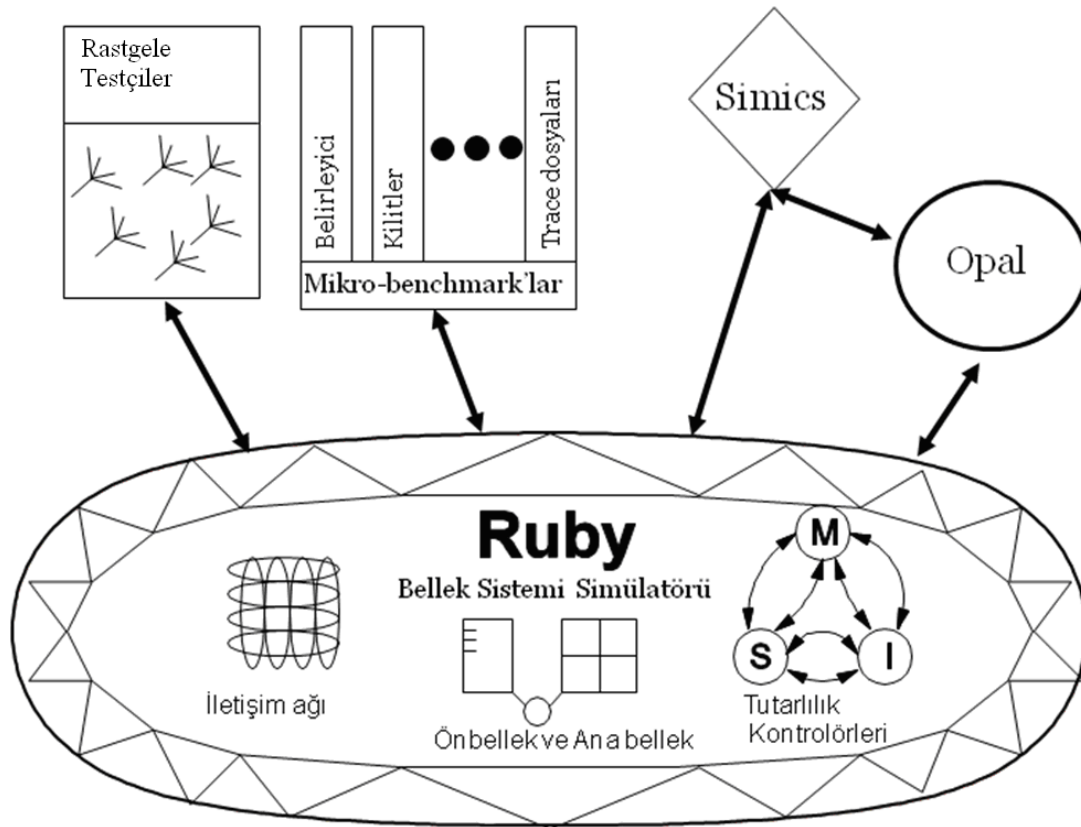 Rastgele
Testçiler
Belirleyici
Kilitler
Trace dosyaları
Mikro-benchmark'lar
Simics
Opal
Ruby
Bellek Sistemi Simülatörü
M
S
I
İletişim ağı
Önbellek ve Ana bellek
Tutarlılık
Kontrolörleri